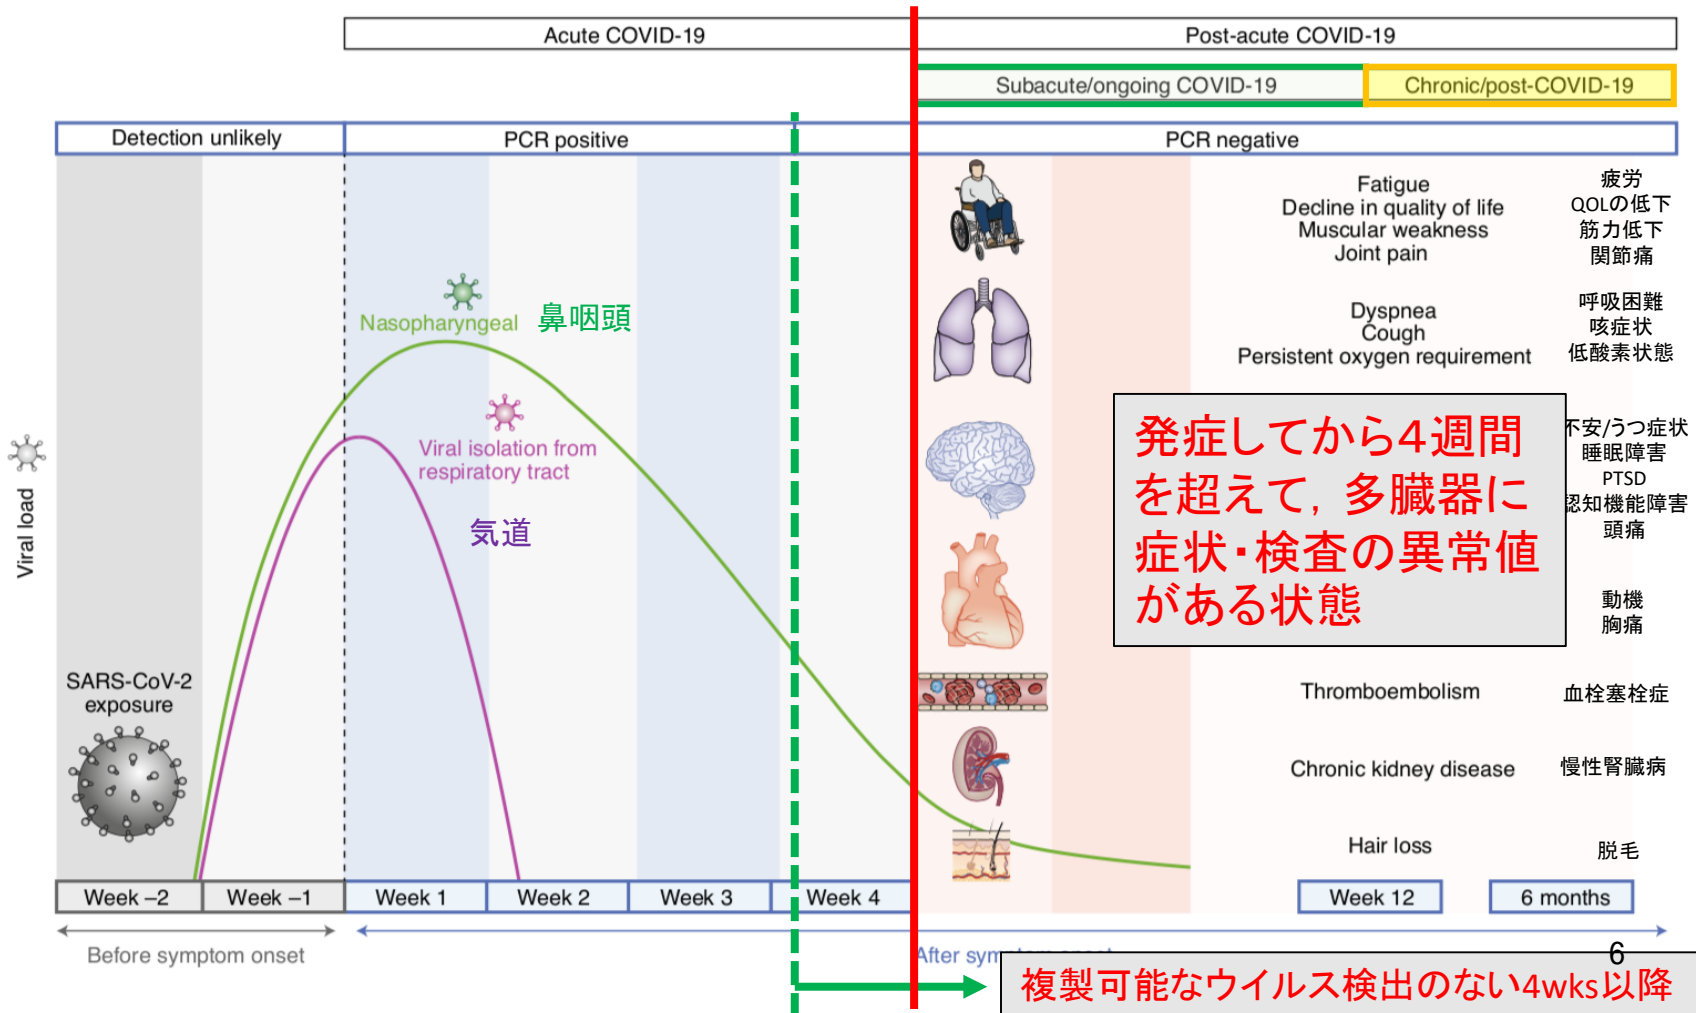 Acute COVID-19
Post-acute COVID-19
Subacute/ongoing COVID-19
Chronic/post-COVID-19
Detection unlikely
PCR positive
PCR negative
Fatigue
Decline in quality of life
Muscular weakness
Joint pain
疲労
QOLの低下
筋力低下
関節痛
Nasopharyngeal
鼻咽頭
Dyspnea
Cough
Persistent oxygen requirement
呼吸困難
咳症状
低酸素状態
Viral isolation from
respiratory tract
気道
Viral load
発症してから4週間
を超えて，多臓器に
症状・検査の異常値
がある状態
不安/うつ症状
睡眠障害
PTSD
認知機能障害
頭痛
動機
胸痛
SARS-CoV-2
exposure
Thromboembolism
血栓塞栓症
Chronic kidney disease
慢性腎臓病
Hair loss
脱毛
Week –2
Week –1
Week 1
Week 2
Week 3
Week 4
Week 12
6 months
Before symptom onset
After
6
複製可能なウイルス検出のない4wks以降